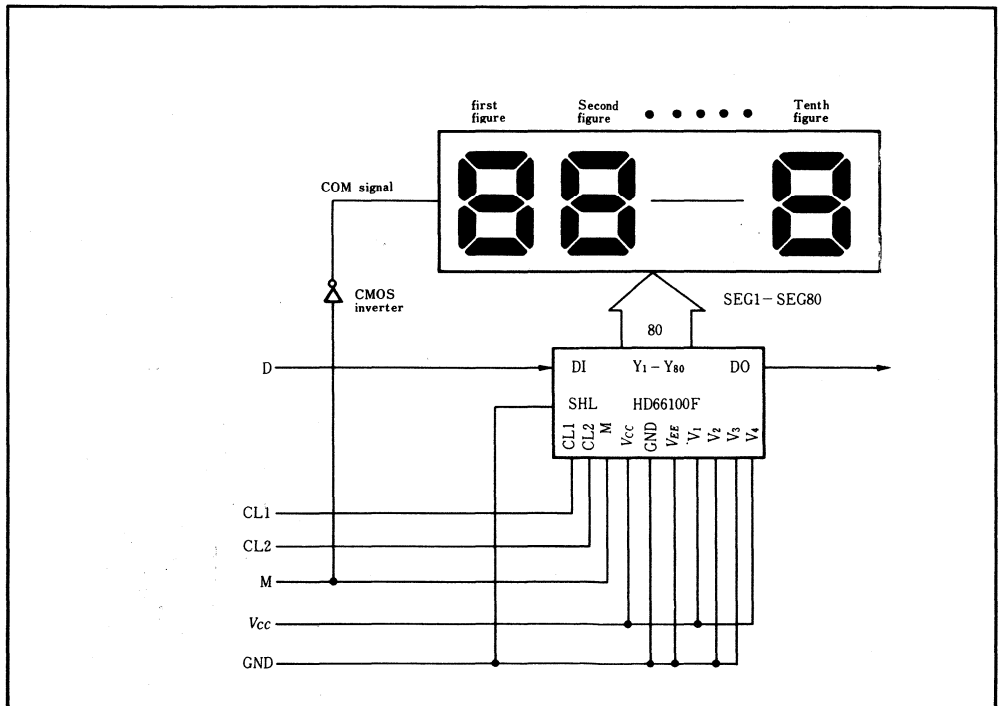 first figure
Second figure
Tenth figure
COM signal
CMOS inverter
SEG1 – SEG80
80
D
DI Y1 – Y80 DO
SHL HD66100F
CL1 CL2 M VCC GND VEE V1 V2 V3 V4
CL1
CL2
M
Vcc
GND